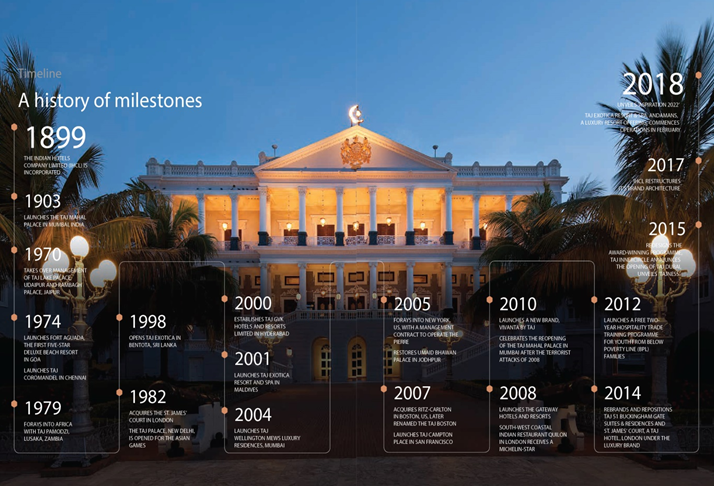 Timeline
A history of milestones
1899
THE INDIAN HOTELS
COMPANY LIMITED (IHCL) IS
INCORPORATED
1903
LAUNCHES THE TAJ MAHAL
PALACE IN MUMBAI INDIA
1970
TAKES OVER MANAGEMENT
OF TAJ LAKE PALACE
UDAIPUR AND RAMBAGH
PALACE, JAIPUR
1974
LAUNCHES FORT AGUADA,
THE FIRST FIVE-STAR
DELUXE BEACH RESORT
IN GOA
LAUNCHES TAJ
COROMANDEL IN CHENNAI
1979
FORAYS INTO AFRICA
WITH TAJ PAMODZI
LUSAKA, ZAMBIA
1982
ACQUIRES THE ST. JAMES'
COURT IN LONDON
THE TAJ PALACE, NEW DELHI
IS OPENED FOR THE ASIAN
GAMES
1998
OPENS TAJ EXOTICA IN
BENTOTA, SRI LANKA
2000
ESTABLISHES TAJ GVK
HOTELS AND RESORTS
LIMITED IN HYDERABAD
2001
LAUNCHES TAJ EXOTICA
RESORT AND SPA IN
MALDIVES
2004
LAUNCHES TAJ
WELLINGTON MEWS LUXURY
RESIDENCES, MUMBAI
2005
FORAYS INTO NEW YORK,
US, WITH A MANAGEMENT
CONTRACT TO OPERATE THE
PIERRE
RESTORES UMAID BHAWAN
PALACE IN JODHPUR
2007
ACQUIRES RITZ-CARLTON
IN BOSTON, US, LATER
RENAMED THE TAJ BOSTON
LAUNCHES TAJ CAMPTON
PLACE IN SAN FRANCISCO
2008
LAUNCHES THE GATEWAY
HOTELS AND RESORTS
SOUTH-WEST COASTAL
INDIAN RESTAURANT QUILON
IN LONDON RECEIVES A
MICHELIN-STAR
2010
LAUNCHES A NEW BRAND,
VIVANTA BY TAJ
CELEBRATES THE REOPENING
OF THE TAJ MAHAL PALACE IN
MUMBAI AFTER THE TERRORIST
ATTACKS OF 2008
2012
LAUNCHES A FREE TWO-
YEAR HOSPITALITY TRADE
TRAINING PROGRAMME
FOR YOUTH FROM BELOW
POVERTY LINE (BPL)
FAMILIES
2014
REBRANDS AND REPOSITIONS
TAJ 51 BUCKINGHAM GATE
SUITES & RESIDENCES AND
ST. JAMES' COURT, A TAJ
HOTEL, LONDON UNDER THE
LUXURY BRAND
2015
THE
AWARD-WINNING PROGRAMME
TAJ INNERCIRCLE ANNOUNCES
THE OPENING OF TAJ DUBAI,
UNVEILS TAJNESS
2017
IHCL RESTRUCTURES
ITS BRAND ARCHITECTURE
2018
UNVEILS 'ASPIRATION 2022'
TAJ EXOTICA RESORT & SPA, ANDAMANS,
A LUXURY RESORT OFFERING, COMMENCES
OPERATIONS IN FEBRUARY